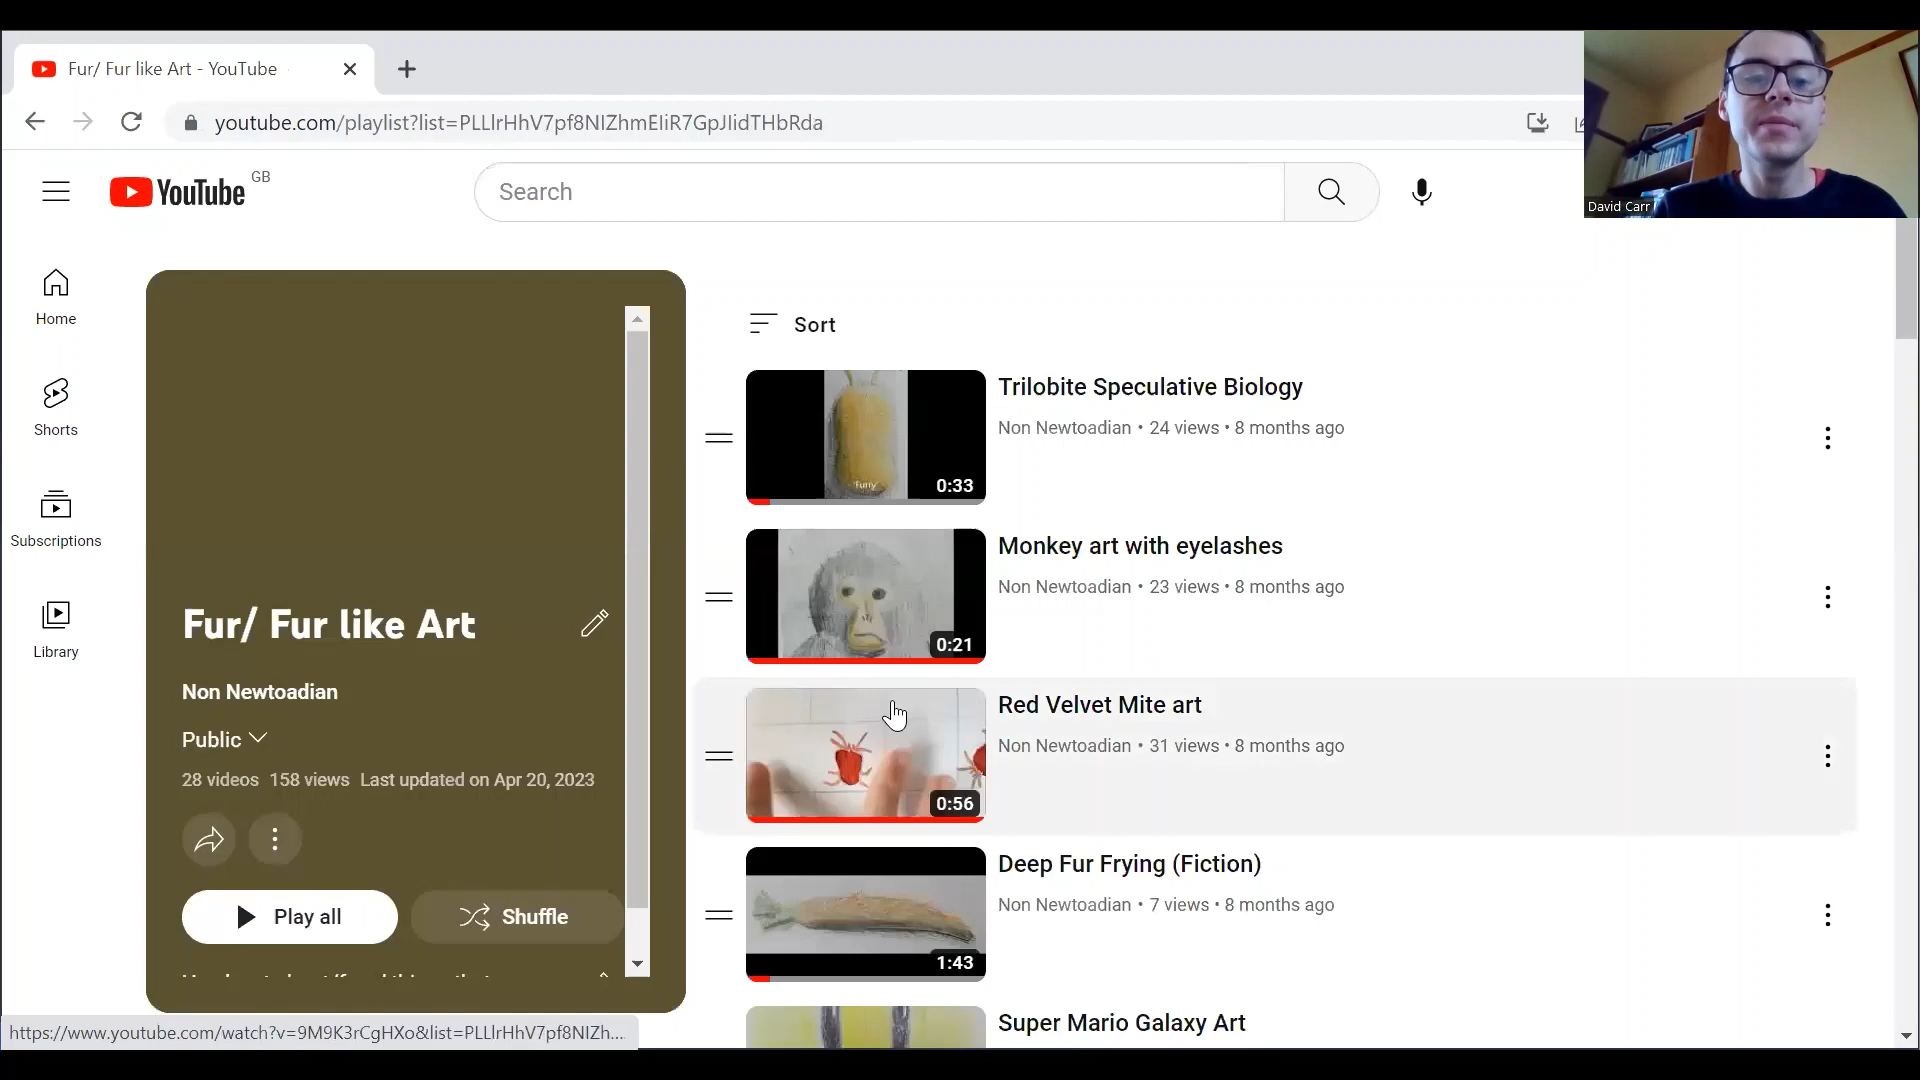 Fur/ Fur like Art - YouTube
youtube.com/playlist?list=PLLlrHhV7pf8NIZhmEIiR7GpJlidTHbRda
YouTube GB
Search
David Carr
Home
Shorts
Subscriptions
Library
Fur/ Fur like Art
Non Newtoadian
Public
28 videos 158 views Last updated on Apr 20, 2023
Play all
Shuffle
Sort
"Furry"
0:33
Trilobite Speculative Biology
Non Newtoadian • 24 views • 8 months ago
0:21
Monkey art with eyelashes
Non Newtoadian • 23 views • 8 months ago
0:56
Red Velvet Mite art
Non Newtoadian • 31 views • 8 months ago
1:43
Deep Fur Frying (Fiction)
Non Newtoadian • 7 views • 8 months ago
Super Mario Galaxy Art
https://www.youtube.com/watch?v=9M9K3rCgHXo&list=PLLlrHhV7pf8NIZh...